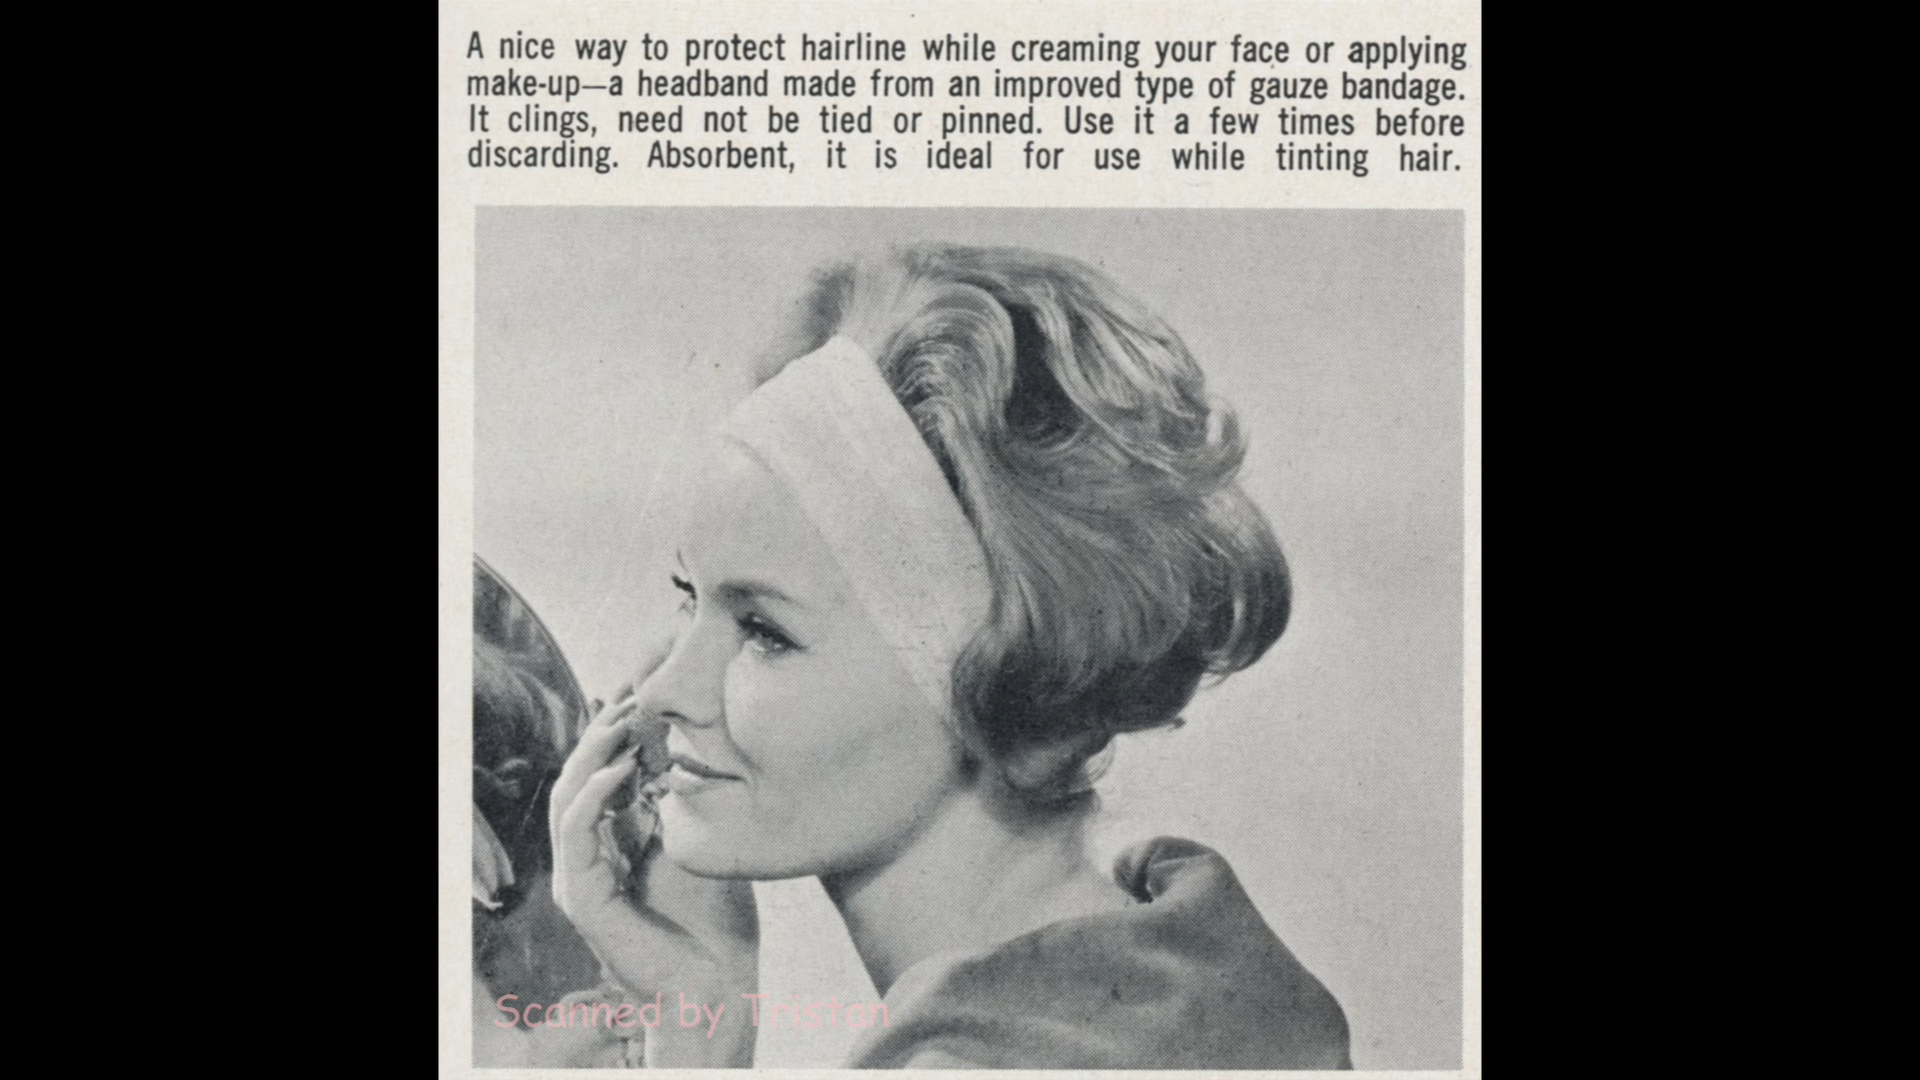 A nice way to protect hairline while creaming your face or applying
make-up—a headband made from an improved type of gauze bandage.
It clings, need not be tied or pinned. Use it a few times before
discarding. Absorbent, it is ideal for use while tinting hair.
Scanned by Tristan